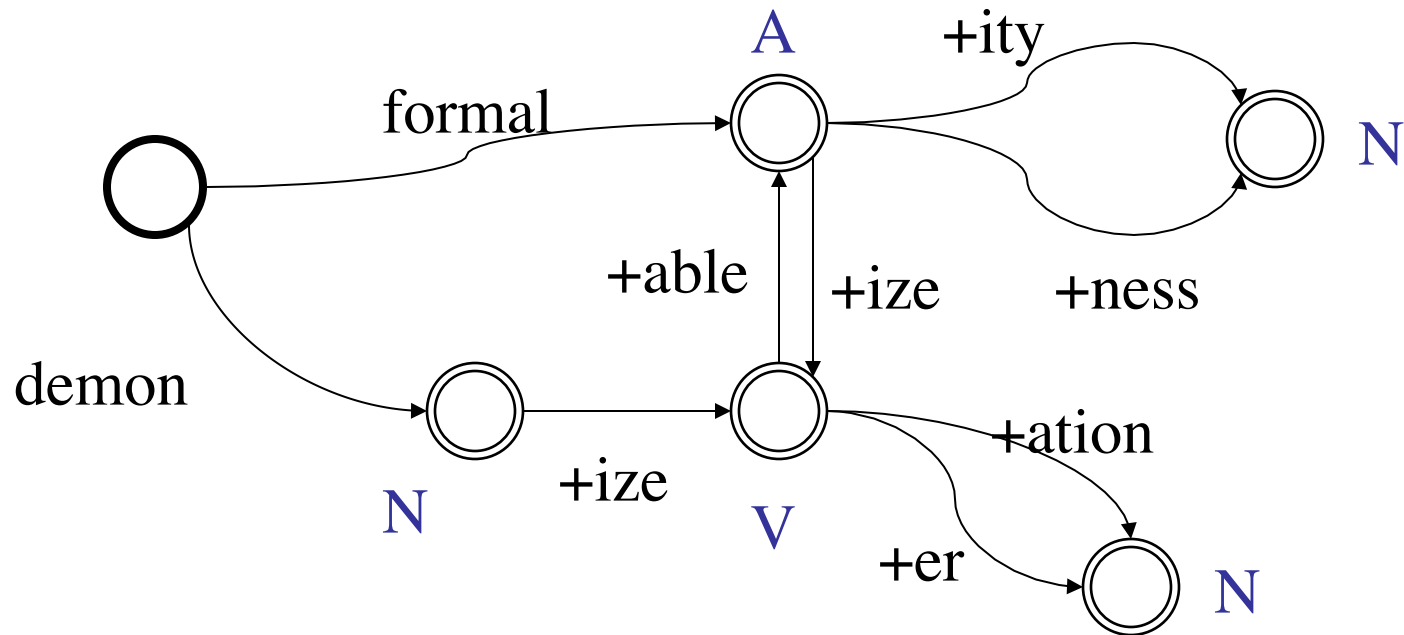 A
+ity
formal
N
+able
+ize
+ness
demon
+ation
+ize
N
V
+er
N